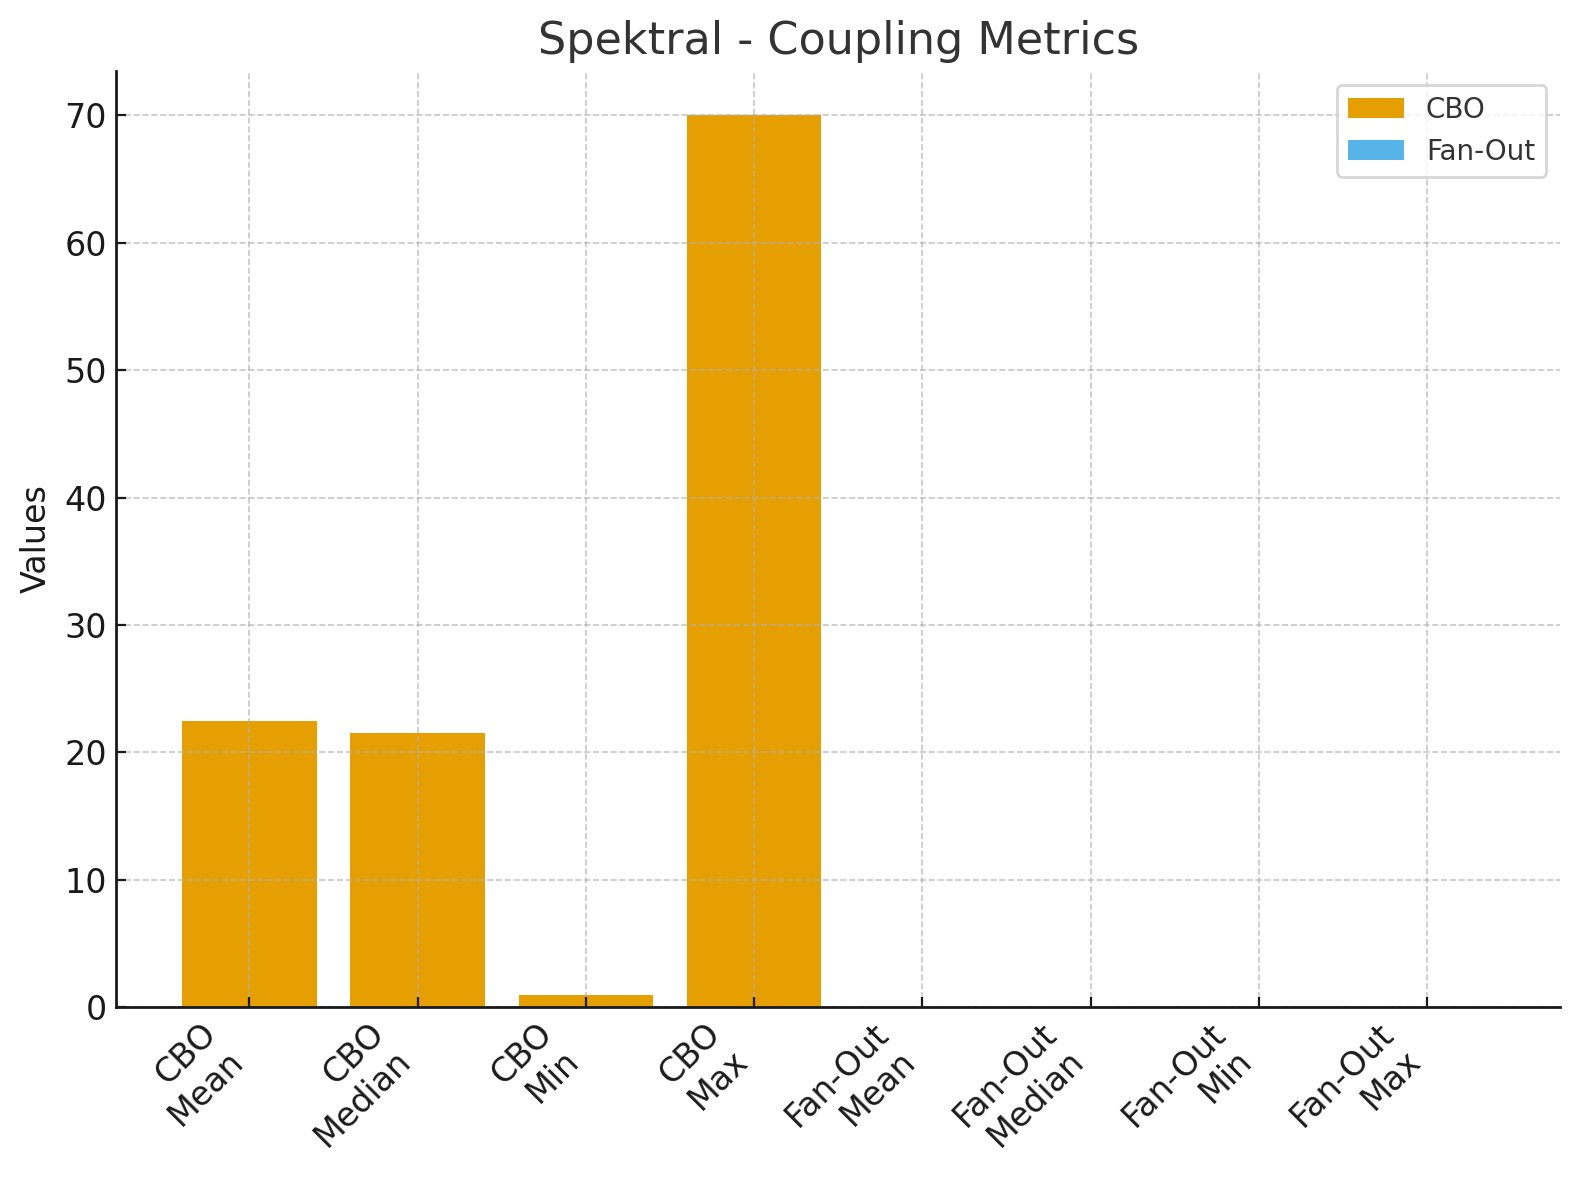 Spektral - Coupling Metrics
CBO
Fan-Out
Values
70
60
50
40
30
20
10
0
CBO
Mean
CBO
Median
CBO
Min
CBO
Max
Fan-Out
Mean
Fan-Out
Median
Fan-Out
Min
Fan-Out
Max